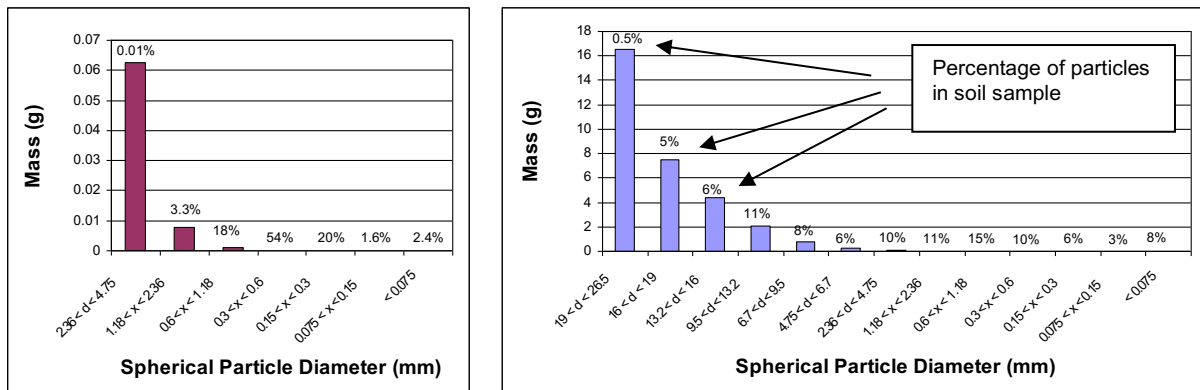 0.07
0.06
0.05
0.04
0.03
0.02
0.01
0
Mass (g)
0.01%
3.3%
18%
54%
20%
1.6%
2.4%
2.36 < d < 4.75
1.18 < x < 2.36
0.6 < x < 1.18
0.3 < x < 0.6
0.15 < x < 0.3
0.075 < x < 0.15
< 0.075
Spherical Particle Diameter (mm)
18
16
14
12
10
8
6
4
2
0
Mass (g)
0.5%
5%
6%
11%
8%
6%
10%
11%
15%
10%
6%
3%
8%
Percentage of particles
in soil sample
19 < d < 26.5
16 < d < 19
13.2 < d < 16
9.5 < d < 13.2
6.7 < d < 9.5
4.75 < d < 6.7
2.36 < d < 4.75
1.18 < x < 2.36
0.6 < x < 1.18
0.3 < x < 0.6
0.15 < x < 0.3
0.075 < x < 0.15
< 0.075
Spherical Particle Diameter (mm)